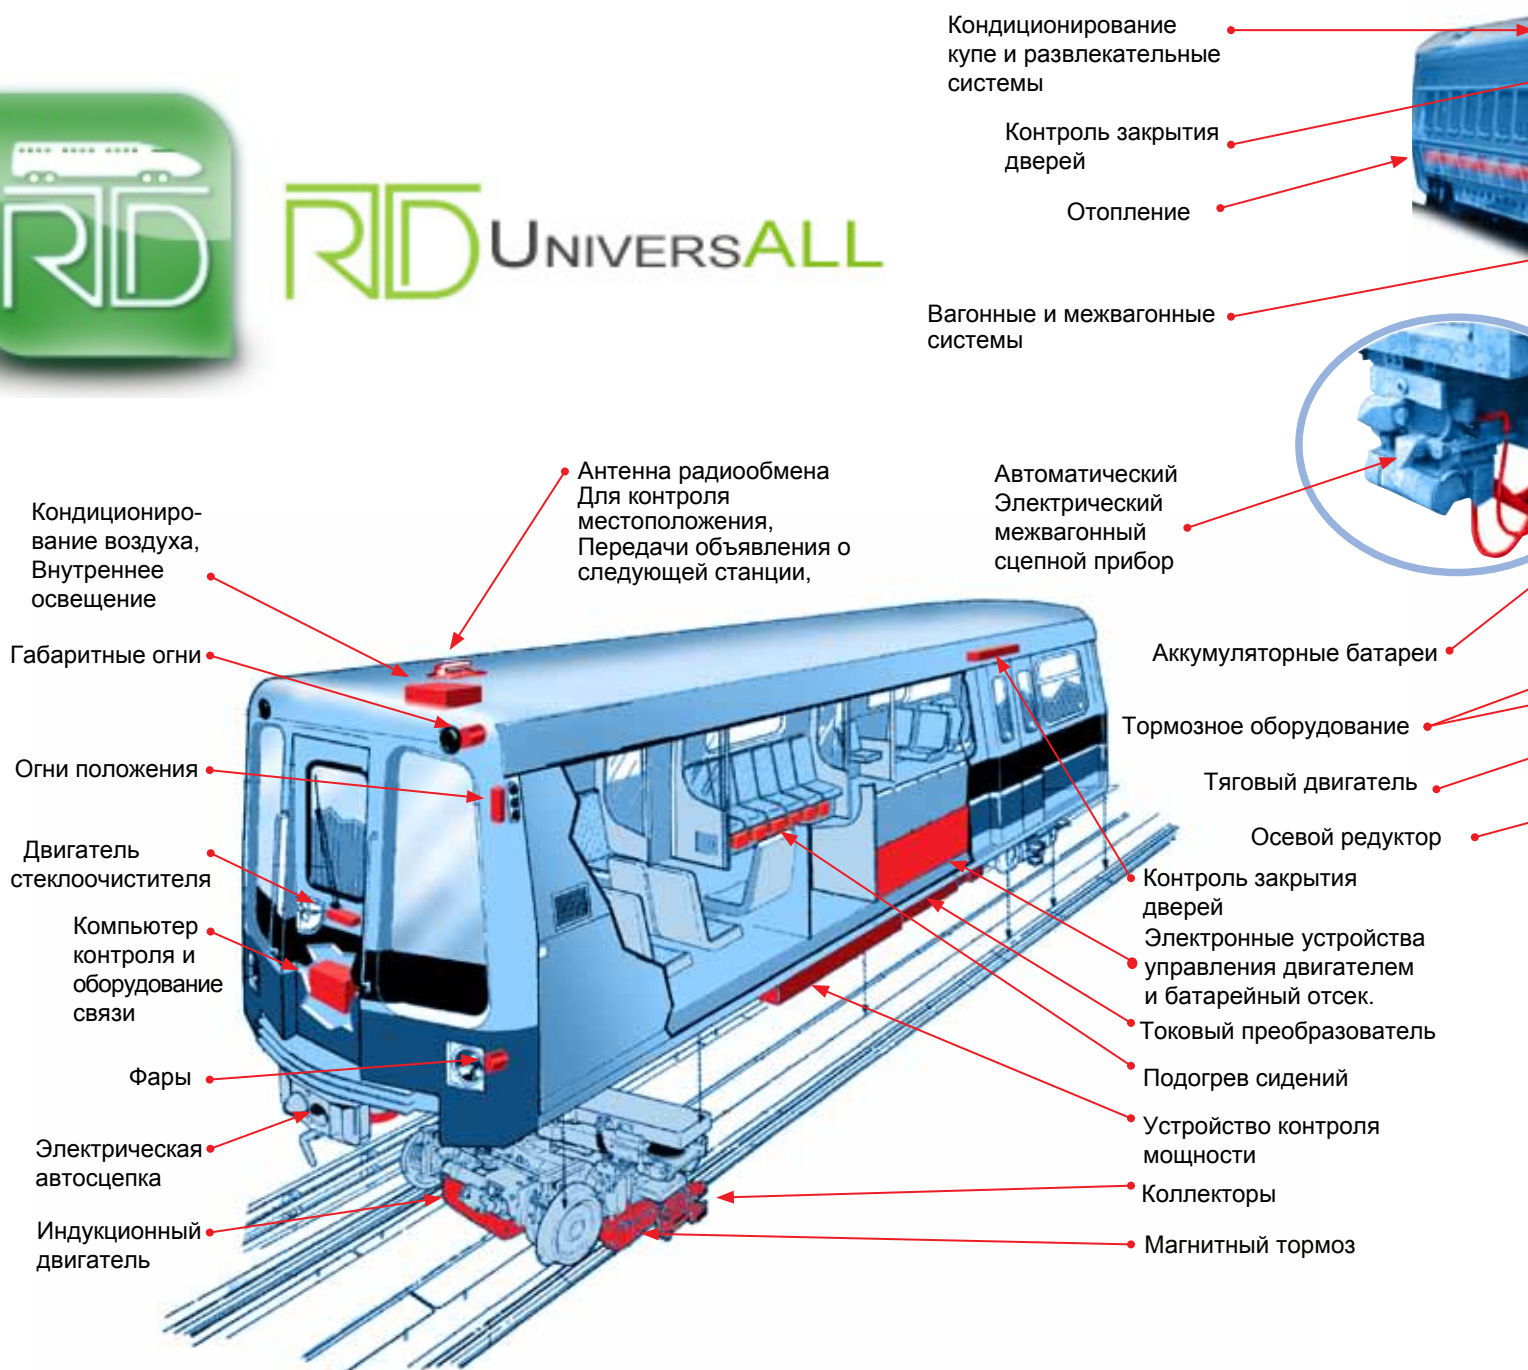 Кондиционирование
купе и развлекательные
системы
Контроль закрытия
дверей
Отопление
Вагонные и межвагонные
системы
RTD
RTD UNIVERSALL
Антенна радиообмена
Для контроля
местоположения,
Передачи объявления о
следующей станции,
Автоматический
Электрический
межвагонный
сцепной прибор
Кондициониро-
вание воздуха,
Внутреннее
освещение
Габаритные огни
Огни положения
Двигатель
стеклоочистителя
Компьютер
контроля и
оборудование
связи
Фары
Электрическая
автосцепка
Индукционный
двигатель
Аккумуляторные батареи
Тормозное оборудование
Тяговый двигатель
Осевой редуктор
Контроль закрытия
дверей
Электронные устройства
управления двигателем
и батарейный отсек.
Токовый преобразователь
Подогрев сидений
Устройство контроля
мощности
Коллекторы
Магнитный тормоз